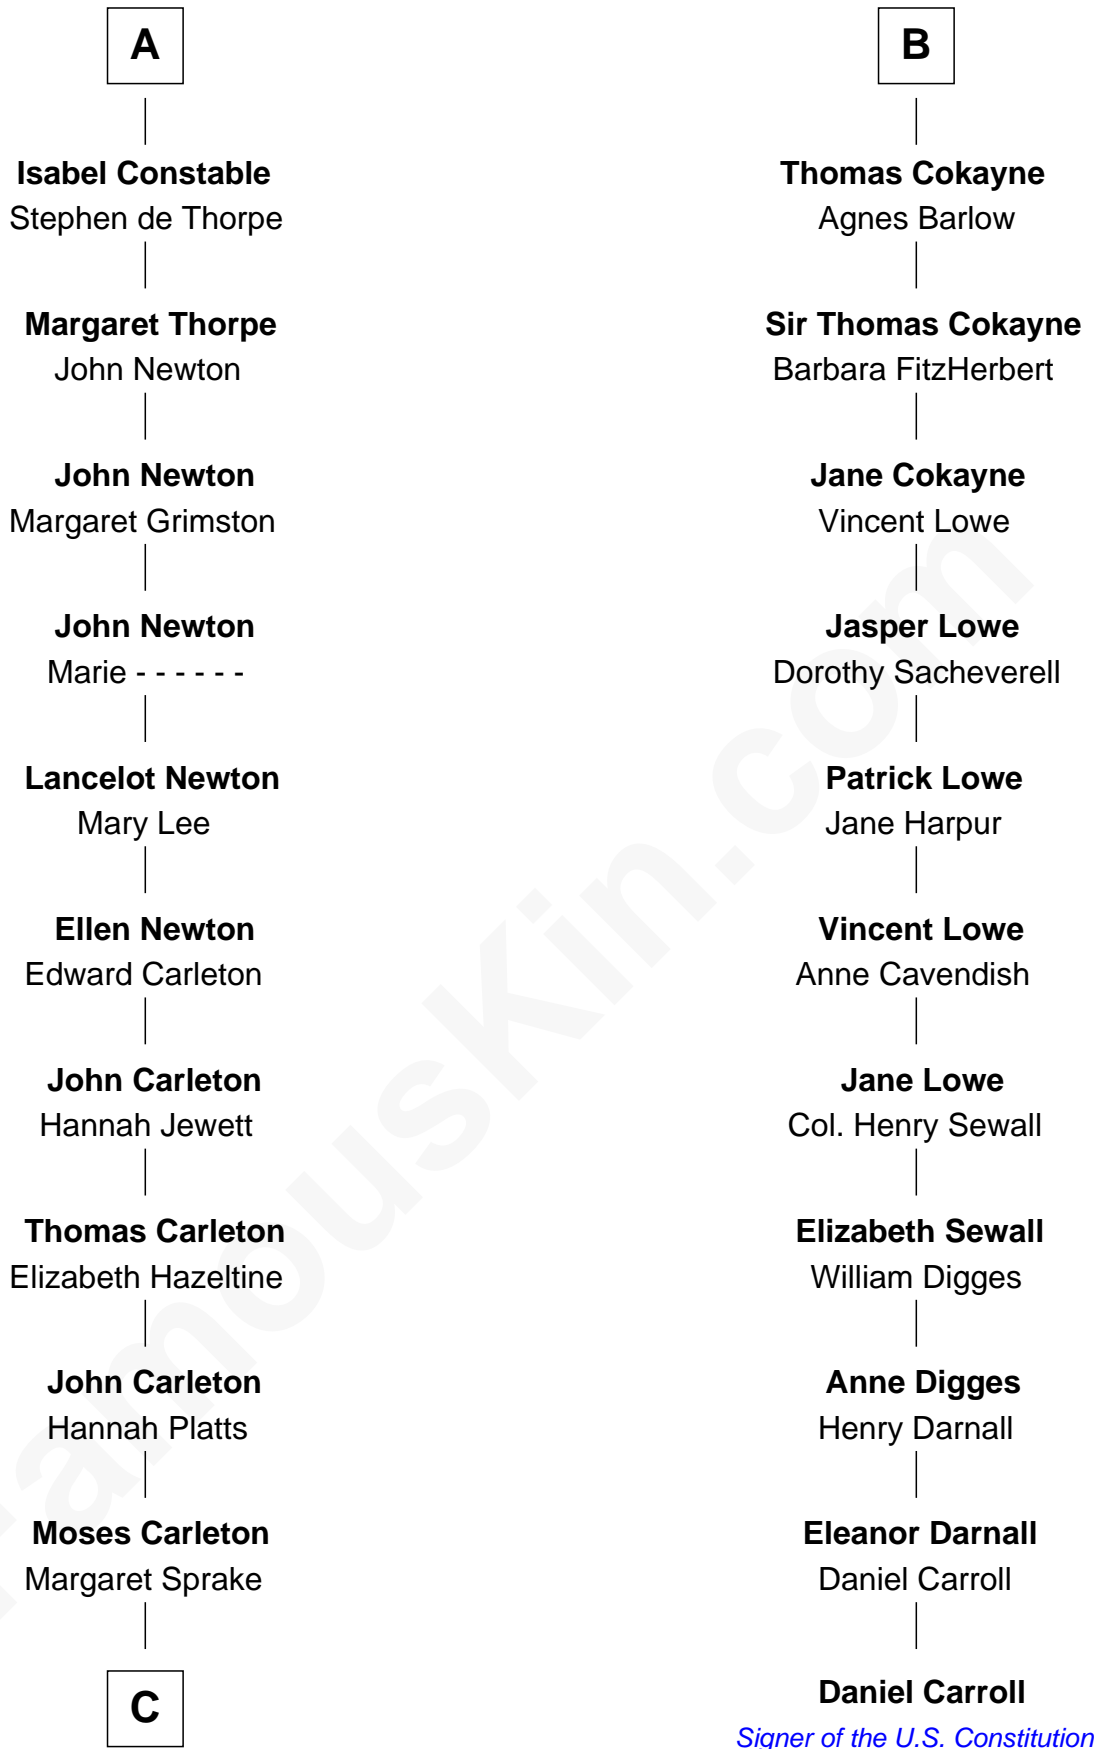 A
Isabel Constable
Stephen de Thorpe
Margaret Thorpe
John Newton
John Newton
Margaret Grimston
John Newton
Marie - - - - - -
Lancelot Newton
Mary Lee
Ellen Newton
Edward Carleton
John Carleton
Hannah Jewett
Thomas Carleton
Elizabeth Hazeltine
John Carleton
Hannah Platts
Moses Carleton
Margaret Sprake
C
B
Thomas Cokayne
Agnes Barlow
Sir Thomas Cokayne
Barbara FitzHerbert
Jane Cokayne
Vincent Lowe
Jasper Lowe
Dorothy Sacheverell
Patrick Lowe
Jane Harpur
Vincent Lowe
Anne Cavendish
Jane Lowe
Col. Henry Sewall
Elizabeth Sewall
William Digges
Anne Digges
Henry Darnall
Eleanor Darnall
Daniel Carroll
Daniel Carroll
Signer of the U.S. Constitution
FamousKin.com